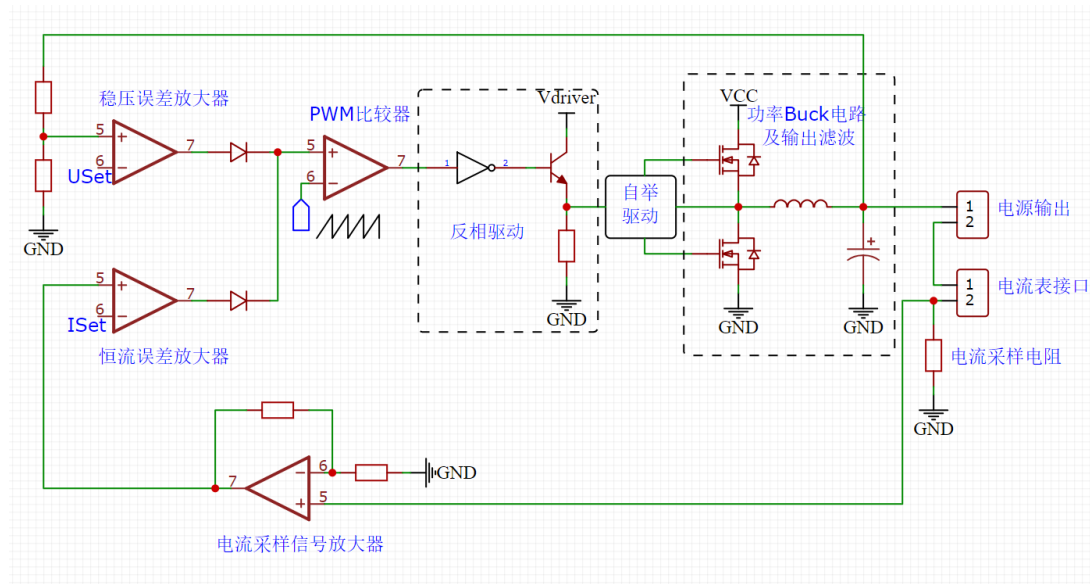 稳压误差放大器
5
+
7
6
−
USet
GND
PWM比较器
5
+
7
6
−
Vdriver
1
2
反相驱动
GND
自举
驱动
VCC
功率Buck电路
及输出滤波
GND
+
GND
1
2
电源输出
1
2
电流表接口
电流采样电阻
GND
5
+
7
6
−
ISet
恒流误差放大器
7
6
−
5
+
GND
电流采样信号放大器